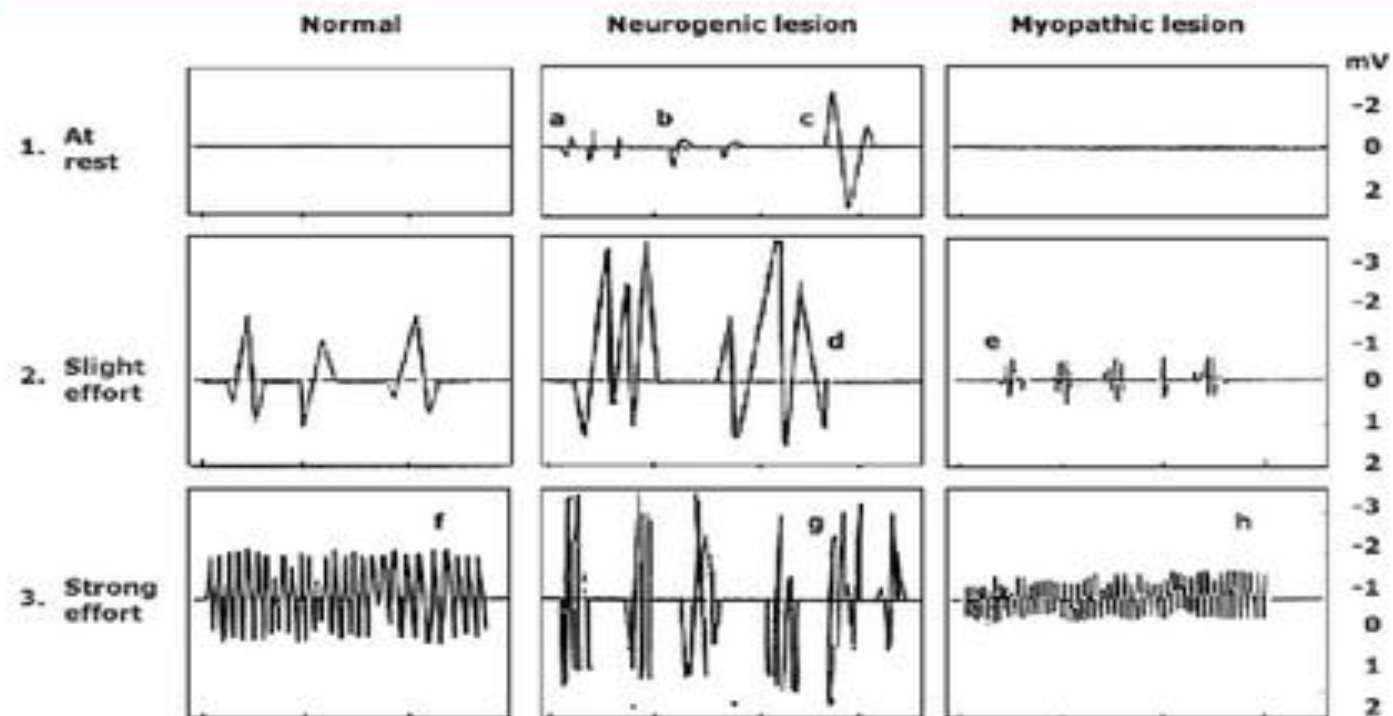 Normal Neurogenic lesion Myopathic lesion
mV
1. At rest
a b c
-2
0
2
2. Slight effort
d e
-3
-2
-1
0
1
2
3. Strong effort
f g h
-3
-2
-1
0
1
2